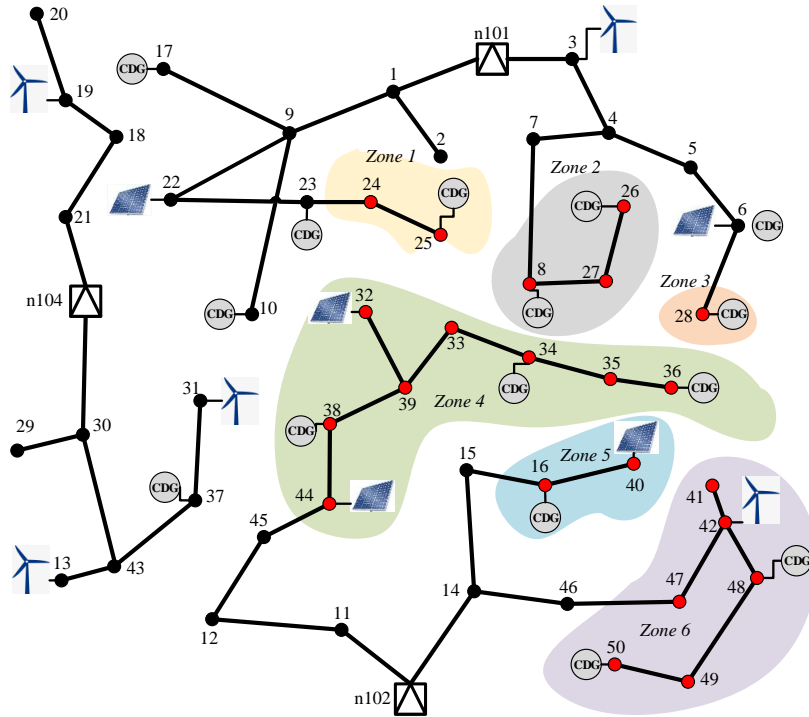 20
17
n101
3
CDG
1
19
7
4
9
18
5
2
Zone 1
Zone 2
22
23
24
CDG
26
CDG
6
21
CDG
CDG
25
8
27
Zone 3
n104
CDG
10
32
CDG
28
CDG
33
34
35
36
31
39
CDG
CDG
38
Zone 4
29
30
CDG
15
16
Zone 5
CDG
37
44
40
41
CDG
42
45
13
43
14
46
47
48
CDG
12
11
Zone 6
50
CDG
49
n102